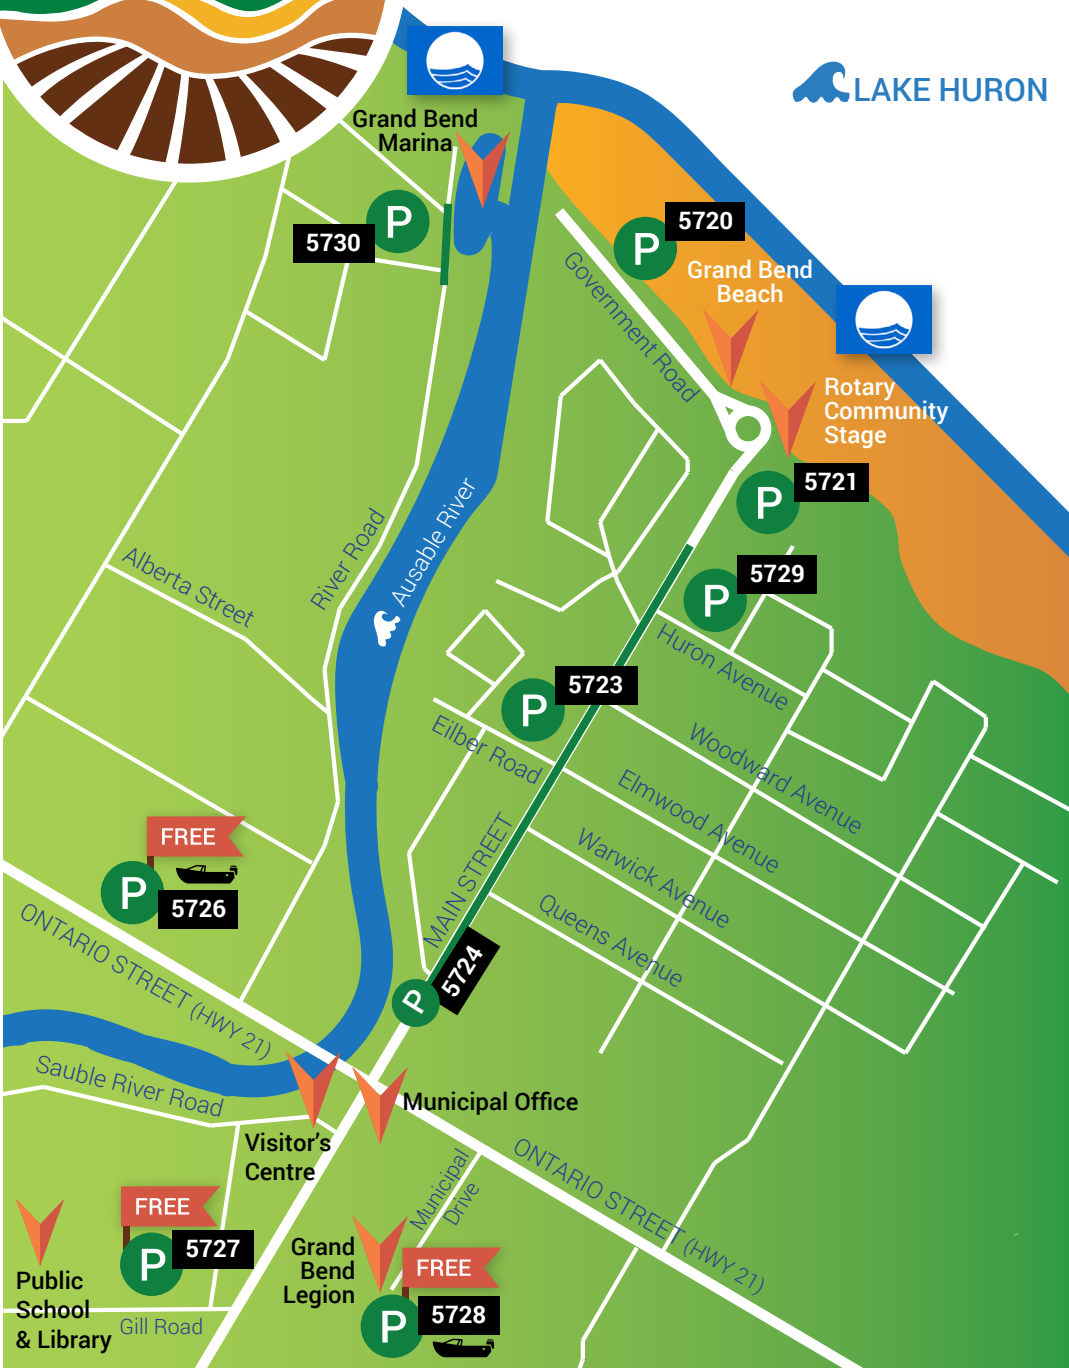 LAKE HURON
Grand Bend
Marina
P
5730
P
5720
Grand Bend
Beach
Government Road
Rotary
Community
Stage
P
5721
P
5729
River Road
Ausable River
Alberta Street
Huron Avenue
P
5723
Eilber Road
Woodward Avenue
Elmwood Avenue
Warwick Avenue
Queens Avenue
MAIN STREET
FREE
P
5726
P
5724
ONTARIO STREET (HWY 21)
Sauble River Road
Municipal Office
Visitor's
Centre
ONTARIO STREET (HWY 21)
Municipal
Drive
FREE
P
5727
Public
School
& Library
Gill Road
Grand
Bend
Legion
FREE
P
5728